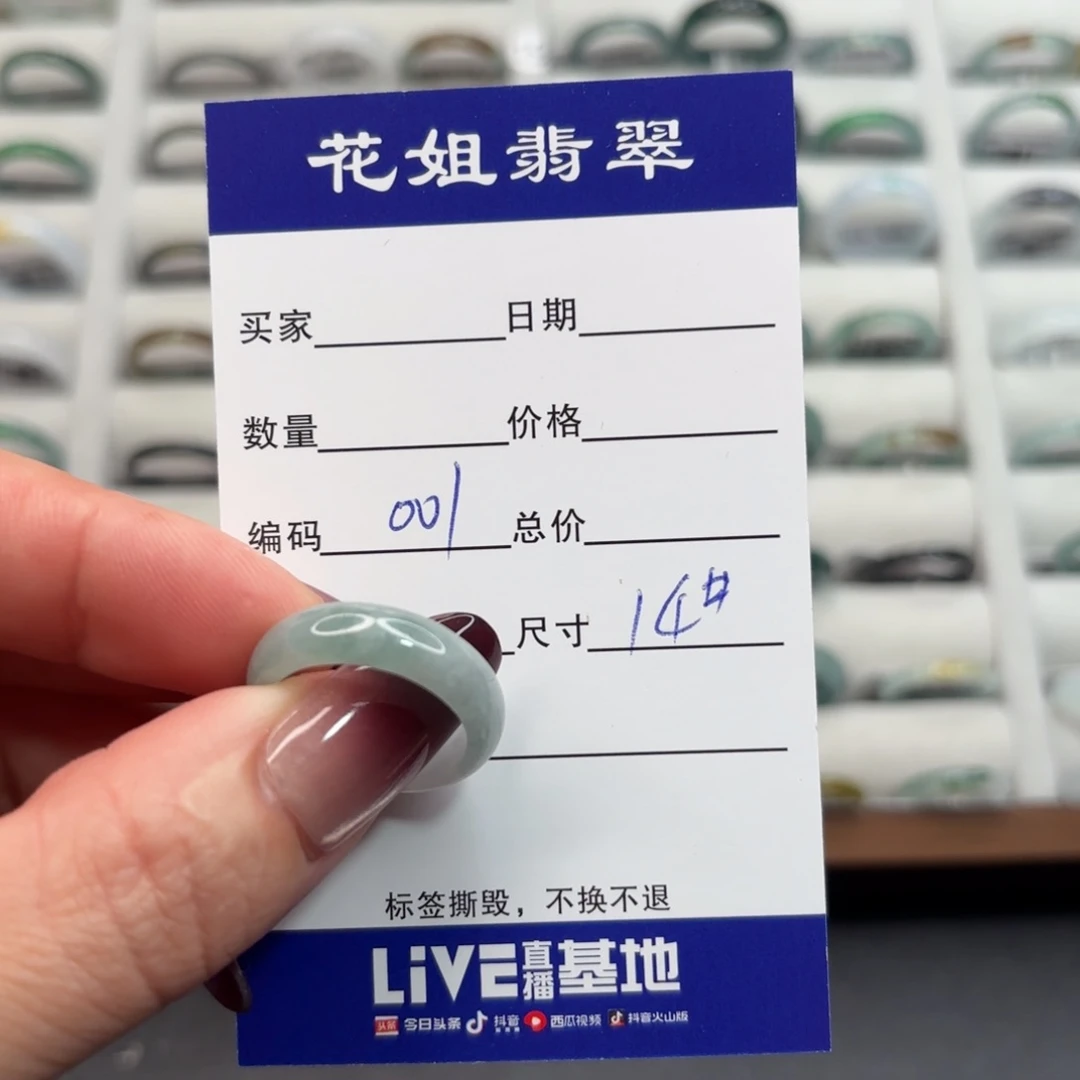 花姐翡翠
买家 日期
数量 价格
编码 001 总价
尺寸 14#
标签撕毁，不换不退
LiVE直播基地
头条 今日头条 抖音 西瓜视频 抖音火山版